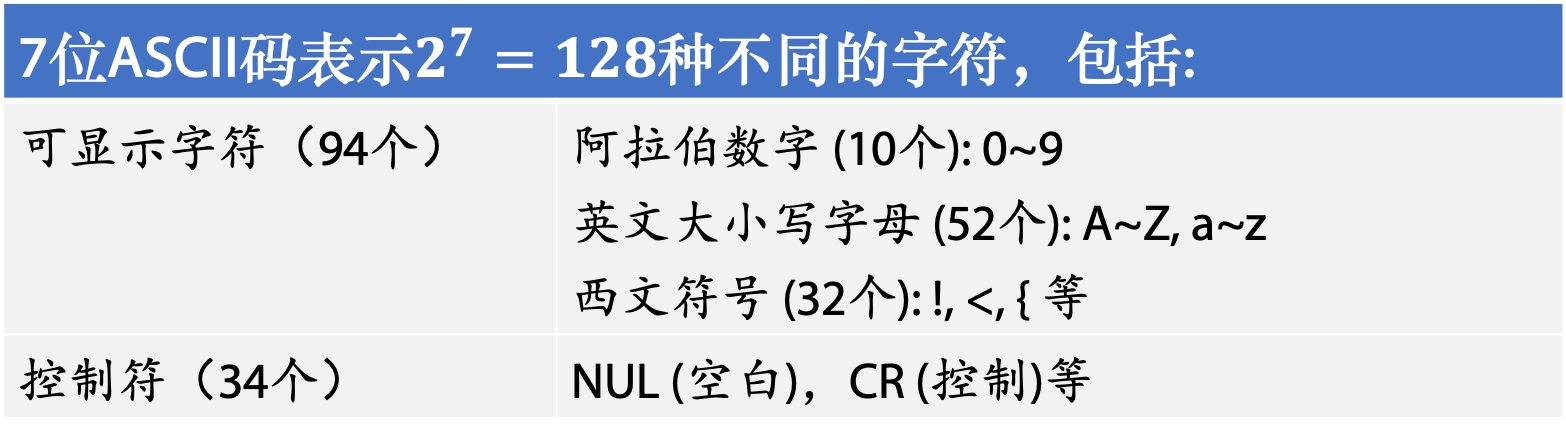 7位ASCII码表示2⁷ = 128种不同的字符，包括:
可显示字符（94个）
阿拉伯数字 (10个): 0~9
英文大小写字母 (52个): A~Z, a~z
西文符号 (32个): !, <, { 等
控制符（34个）
NUL (空白)，CR (控制)等